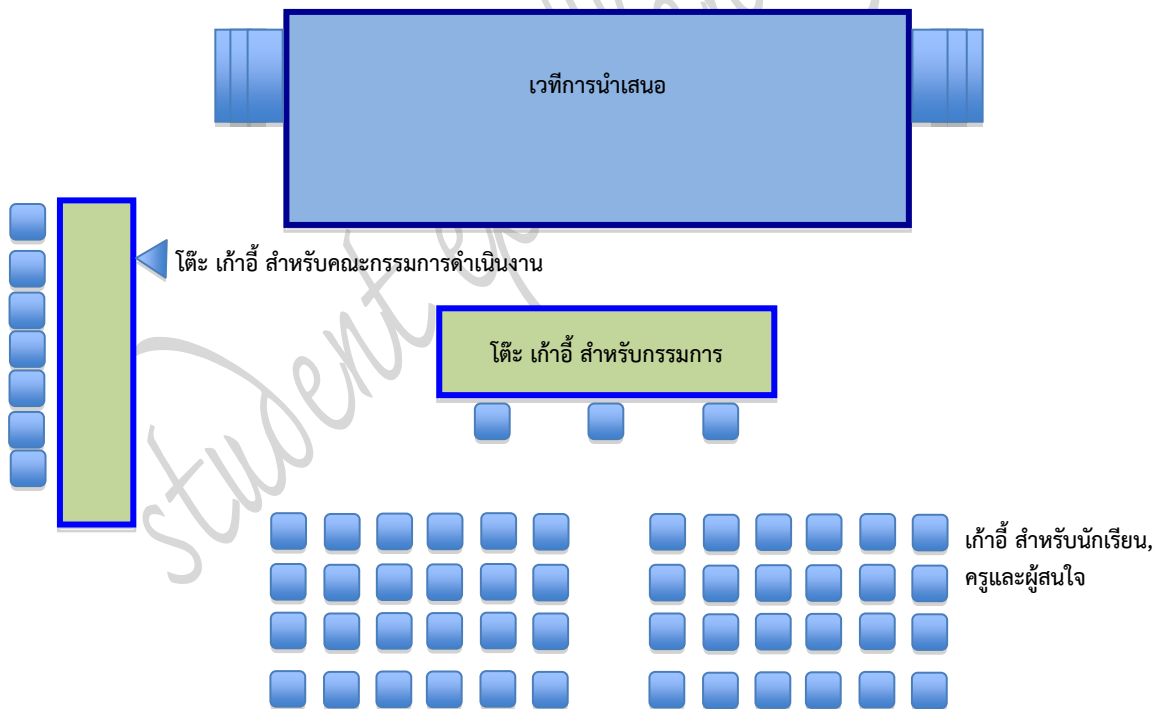 เวทีการนำเสนอ
โต๊ะ เก้าอี้ สำหรับคณะกรรมการดำเนินงาน
โต๊ะ เก้าอี้ สำหรับกรรมการ
เก้าอี้ สำหรับนักเรียน,
ครูและผู้สนใจ
student